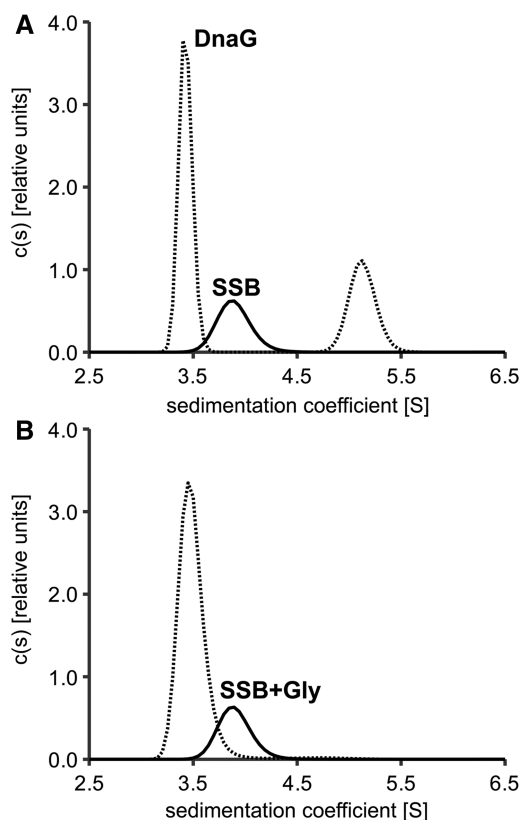 A
4.0
DnaG
3.0
c(s) [relative units]
2.0
1.0
SSB
0.0
2.5 3.5 4.5 5.5 6.5
sedimentation coefficient [S]
B
4.0
3.0
c(s) [relative units]
2.0
1.0
SSB+Gly
0.0
2.5 3.5 4.5 5.5 6.5
sedimentation coefficient [S]